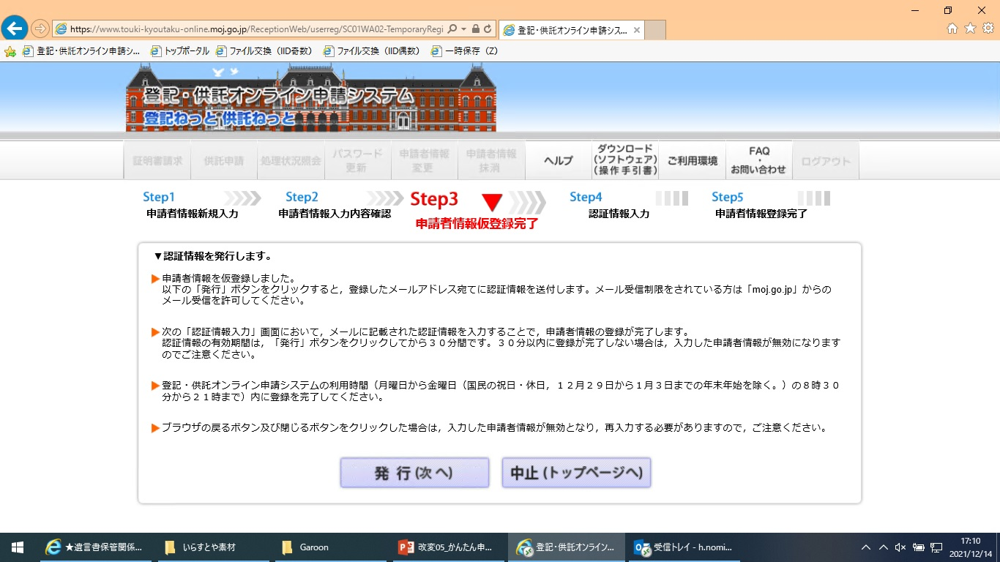 https://www.touki-kyoutaku-online.moj.go.jp/ReceptionWeb/userreg/SC01WA02-TemporaryRegi
登記・供託オンライン申請シス...
登記・供託オンライン申請シ...
トップポータル
ファイル交換（IID奇数）
ファイル交換（IID偶数）
一時保存（Z）
登記・供託オンライン申請システム
登記ねっと 供託ねっと
証明書請求
供託申請
処理状況照会
パスワード
更新
申請者情報
変更
申請者情報
抹消
ヘルプ
ダウンロード
(ソフトウェア)
(操作手引書)
ご利用環境
FAQ
・
お問い合わせ
ログアウト
Step1
申請者情報新規入力
Step2
申請者情報入力内容確認
Step3
申請者情報仮登録完了
Step4
認証情報入力
Step5
申請者情報登録完了
▼認証情報を発行します。
申請者情報を仮登録しました。
以下の「発行」ボタンをクリックすると，登録したメールアドレス宛てに認証情報を送付します。メール受信制限をされている方は「moj.go.jp」からの
メール受信を許可してください。
次の「認証情報入力」画面において，メールに記載された認証情報を入力することで，申請者情報の登録が完了します。
認証情報の有効期間は，「発行」ボタンをクリックしてから３０分間です。３０分以内に登録が完了しない場合は，入力した申請者情報が無効になります
のでご注意ください。
登記・供託オンライン申請システムの利用時間（月曜日から金曜日（国民の祝日・休日，１２月２９日から１月３日までの年末年始を除く。）の８時３０
分から２１時まで）内に登録を完了してください。
ブラウザの戻るボタン及び閉じるボタンをクリックした場合は，入力した申請者情報が無効となり，再入力する必要がありますので，ご注意ください。
発 行 (次 へ)
中止 (トップページへ)
★遺言書保管関係...
いらすとや素材
Garoon
改変05_かんたん申...
登記・供託オンライン...
受信トレイ - h.nomi...
17:10
2021/12/14